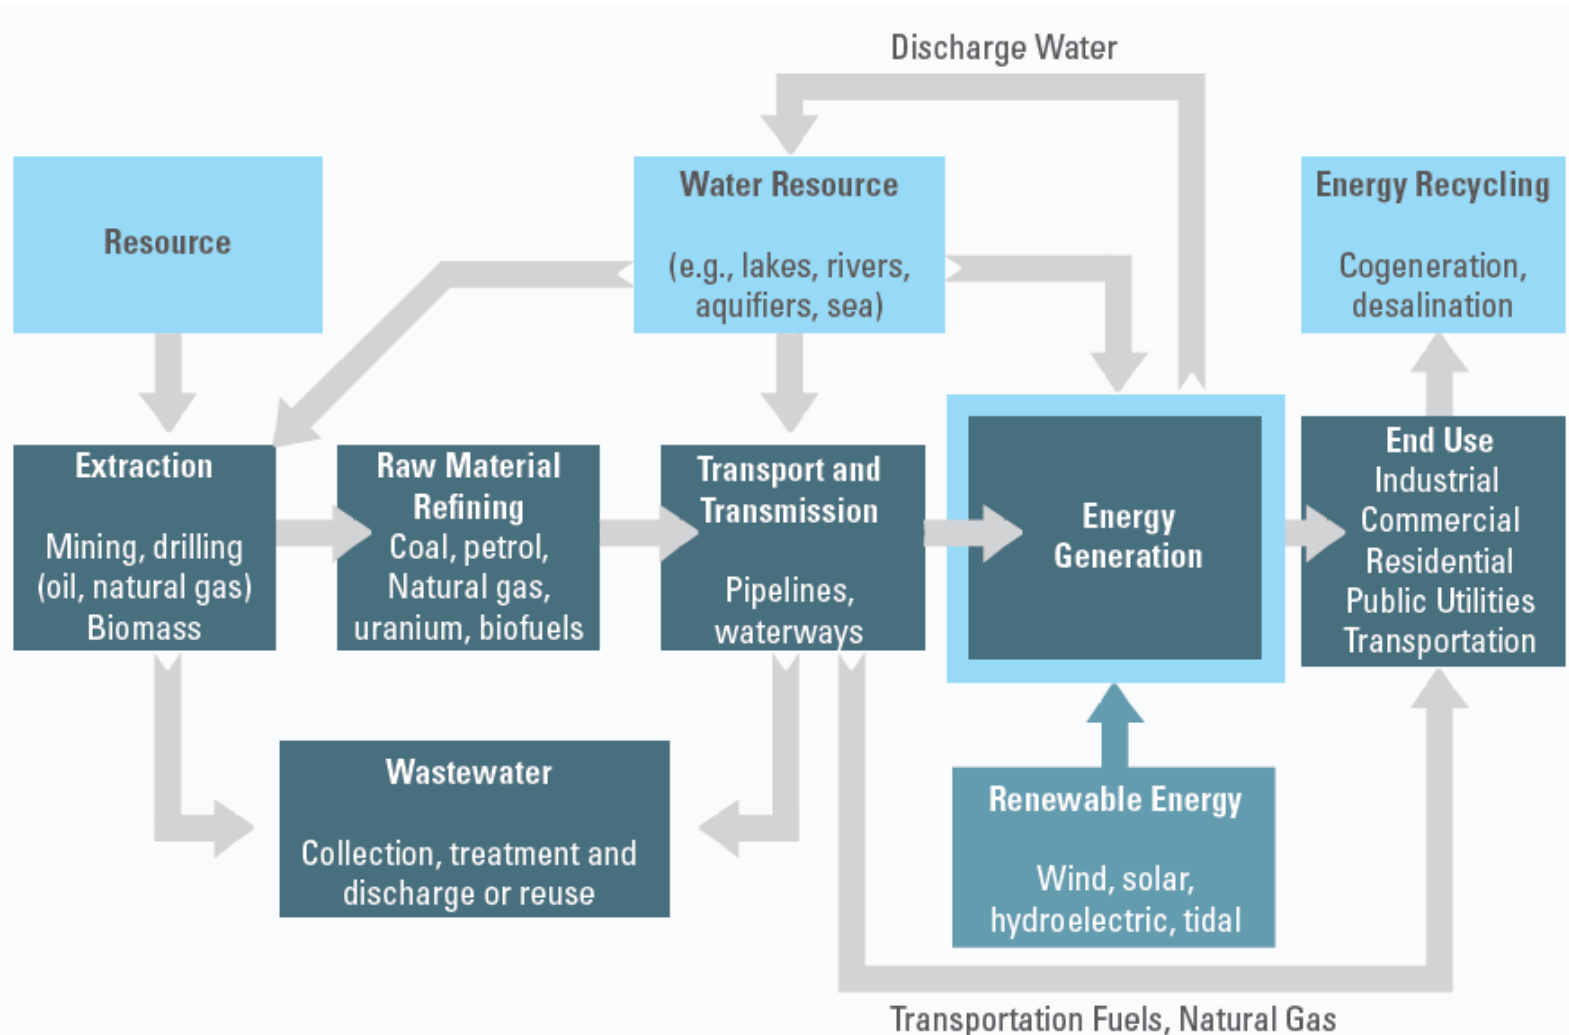 Discharge Water
Resource
Water Resource
(e.g., lakes, rivers,
aquifiers, sea)
Energy Recycling
Cogeneration,
desalination
Extraction
Mining, drilling
(oil, natural gas)
Biomass
Raw Material
Refining
Coal, petrol,
Natural gas,
uranium, biofuels
Transport and
Transmission
Pipelines,
waterways
Energy
Generation
End Use
Industrial
Commercial
Residential
Public Utilities
Transportation
Wastewater
Collection, treatment and
discharge or reuse
Renewable Energy
Wind, solar,
hydroelectric, tidal
Transportation Fuels, Natural Gas